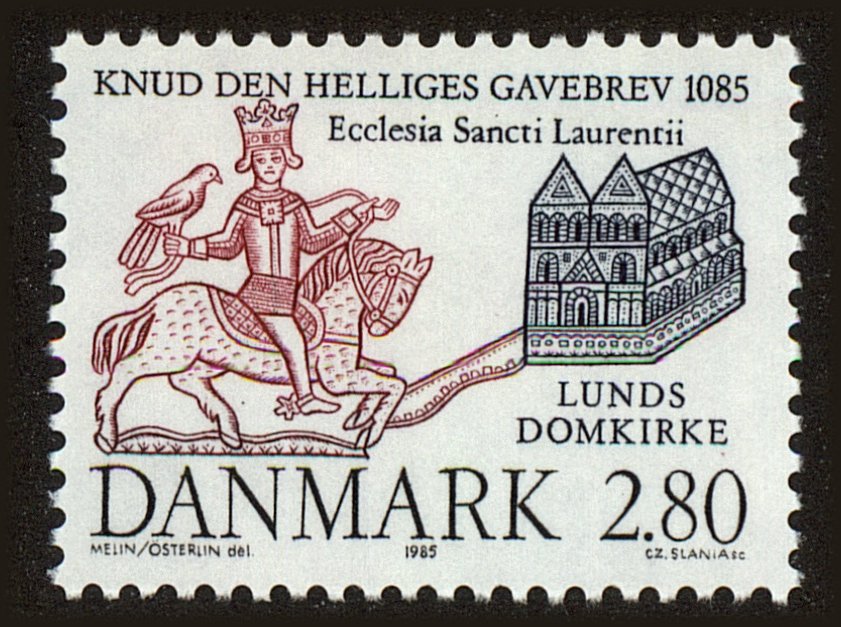 KNUD DEN HELLIGES GAVEBREV 1085
Ecclesia Sancti Laurentii
LUNDS
DOMKIRKE
DANMARK 2.80
MELIN/ÖSTERLIN del. 1985 CZ. SLANIA sc